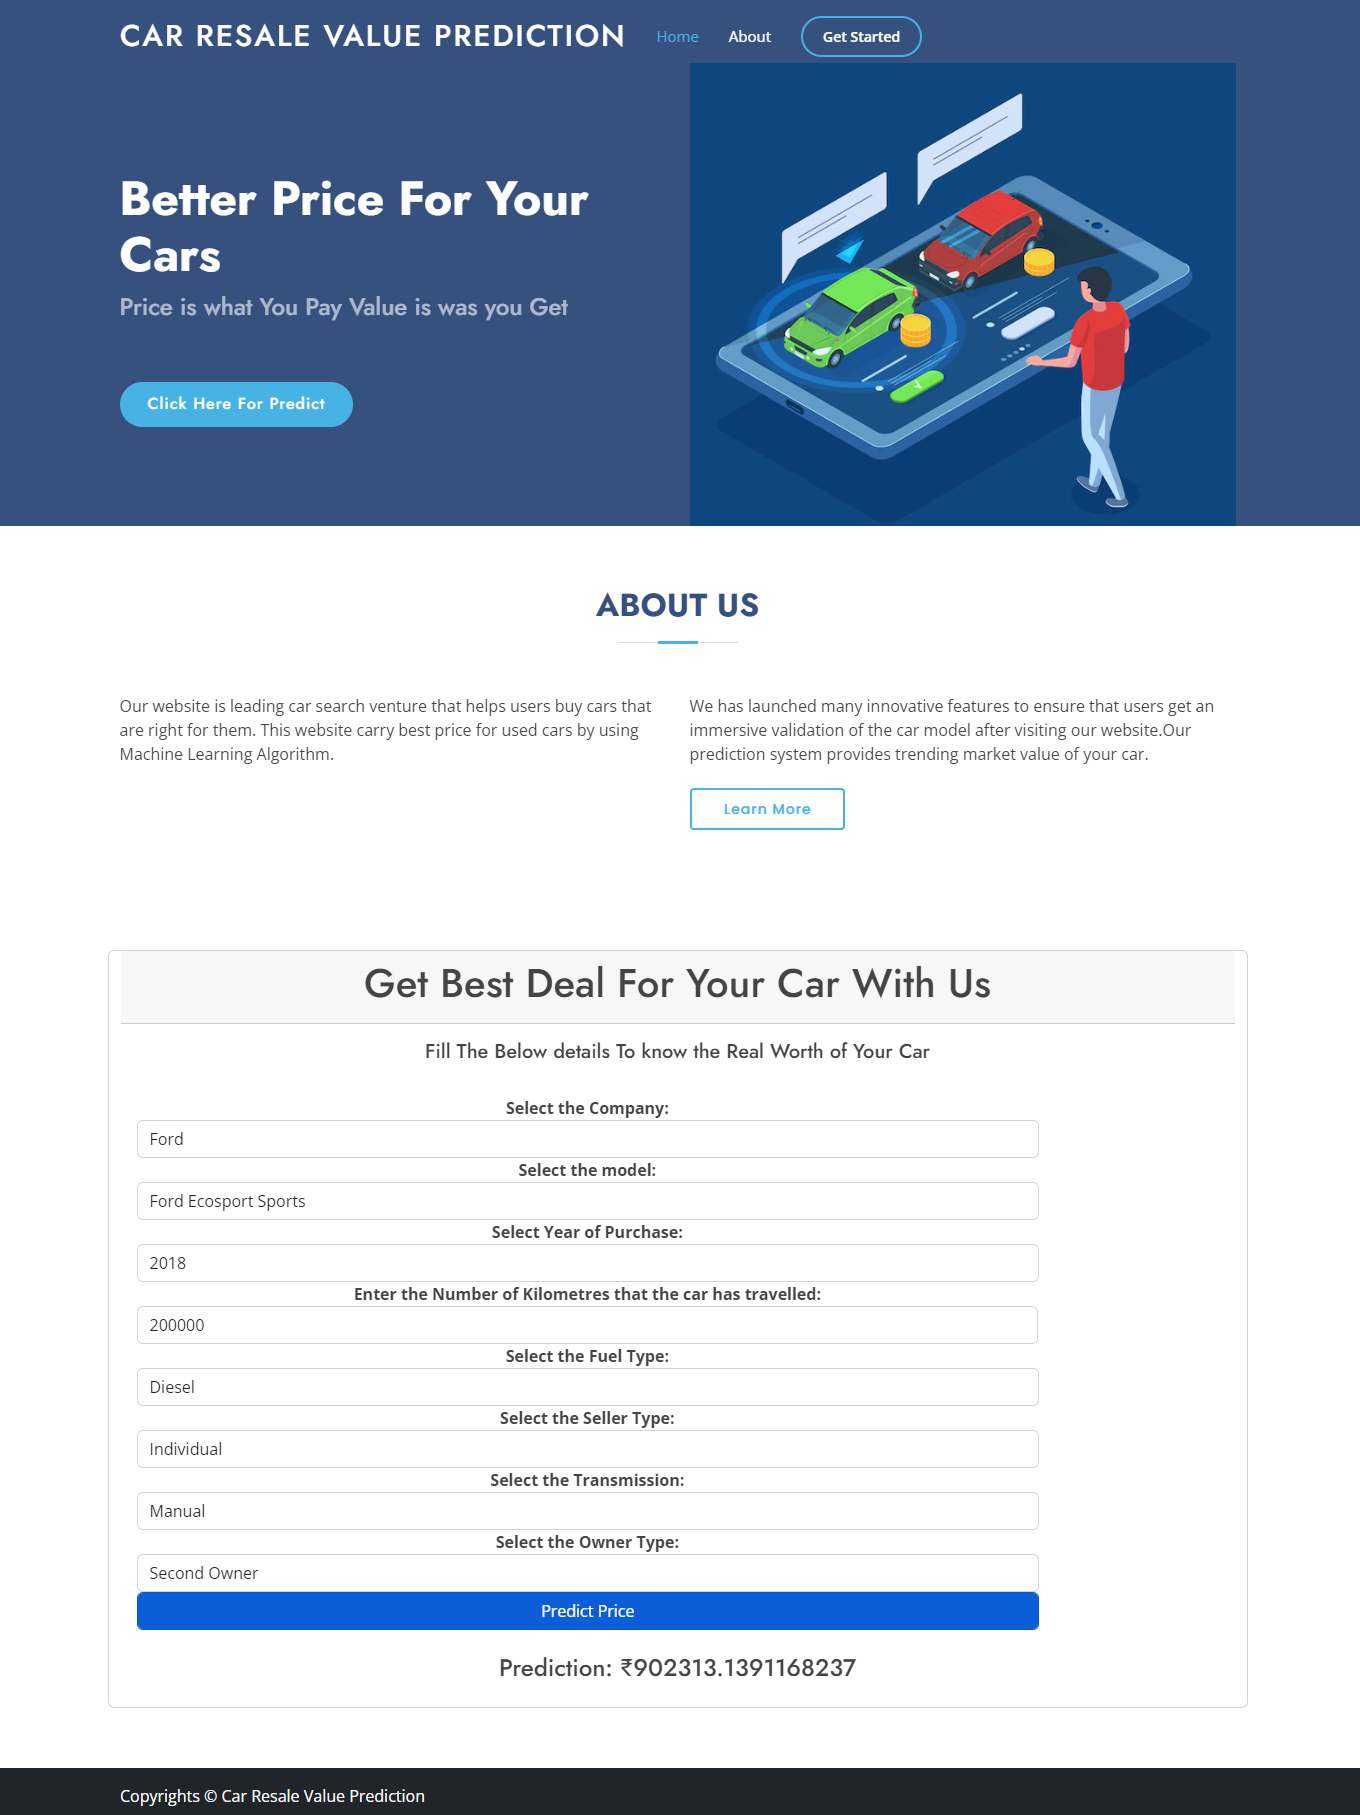 CAR RESALE VALUE PREDICTION
Home
About
Get Started
Better Price For Your
Cars
Price is what You Pay Value is was you Get
Click Here For Predict
ABOUT US
Our website is leading car search venture that helps users buy cars that
are right for them. This website carry best price for used cars by using
Machine Learning Algorithm.
We has launched many innovative features to ensure that users get an
immersive validation of the car model after visiting our website.Our
prediction system provides trending market value of your car.
Learn More
Get Best Deal For Your Car With Us
Fill The Below details To know the Real Worth of Your Car
Select the Company:
Ford
Select the model:
Ford Ecosport Sports
Select Year of Purchase:
2018
Enter the Number of Kilometres that the car has travelled:
200000
Select the Fuel Type:
Diesel
Select the Seller Type:
Individual
Select the Transmission:
Manual
Select the Owner Type:
Second Owner
Predict Price
Prediction: ₹902313.1391168237
Copyrights © Car Resale Value Prediction